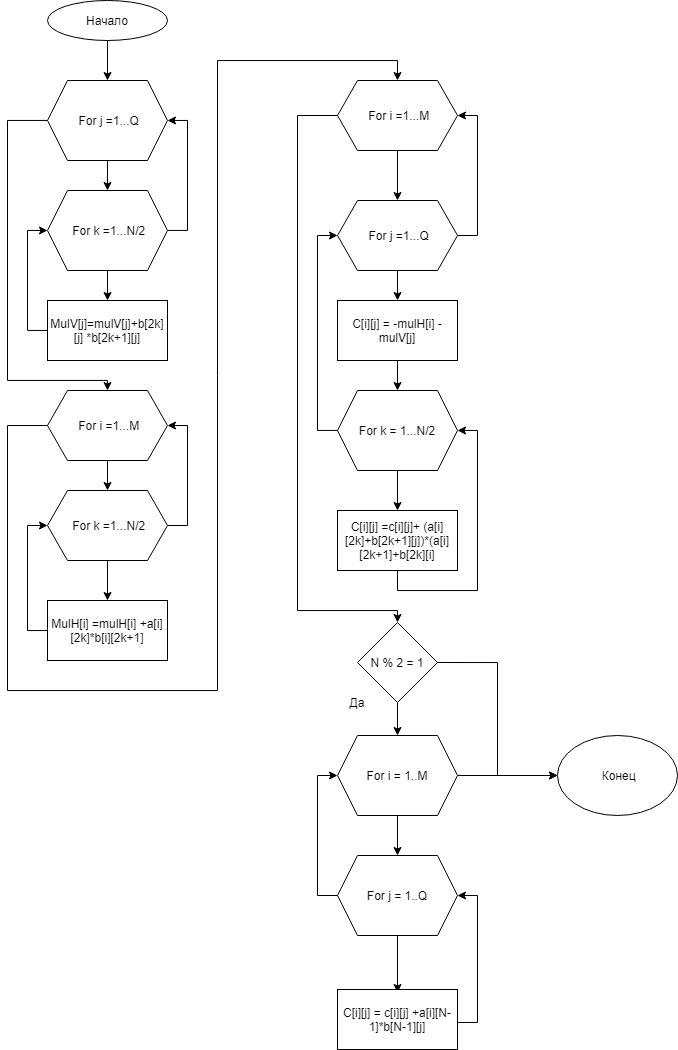 Начало
For j =1...Q
For k =1...N/2
MulV[j]=mulV[j]+b[2k]
[j] *b[2k+1][j]
For i =1...M
For k =1...N/2
MulH[i] =mulH[i] +a[i]
[2k]*b[i][2k+1]
For i =1...M
For j =1...Q
C[i][j] = -mulH[i] -
mulV[j]
For k = 1...N/2
C[i][j] =c[i][j]+ (a[i]
[2k]+b[2k+1][j])*(a[i]
[2k+1]+b[2k][i]
N % 2 = 1
Да
For i = 1..M
Конец
For j = 1..Q
C[i][j] = c[i][j] +a[i][N-
1]*b[N-1][j]